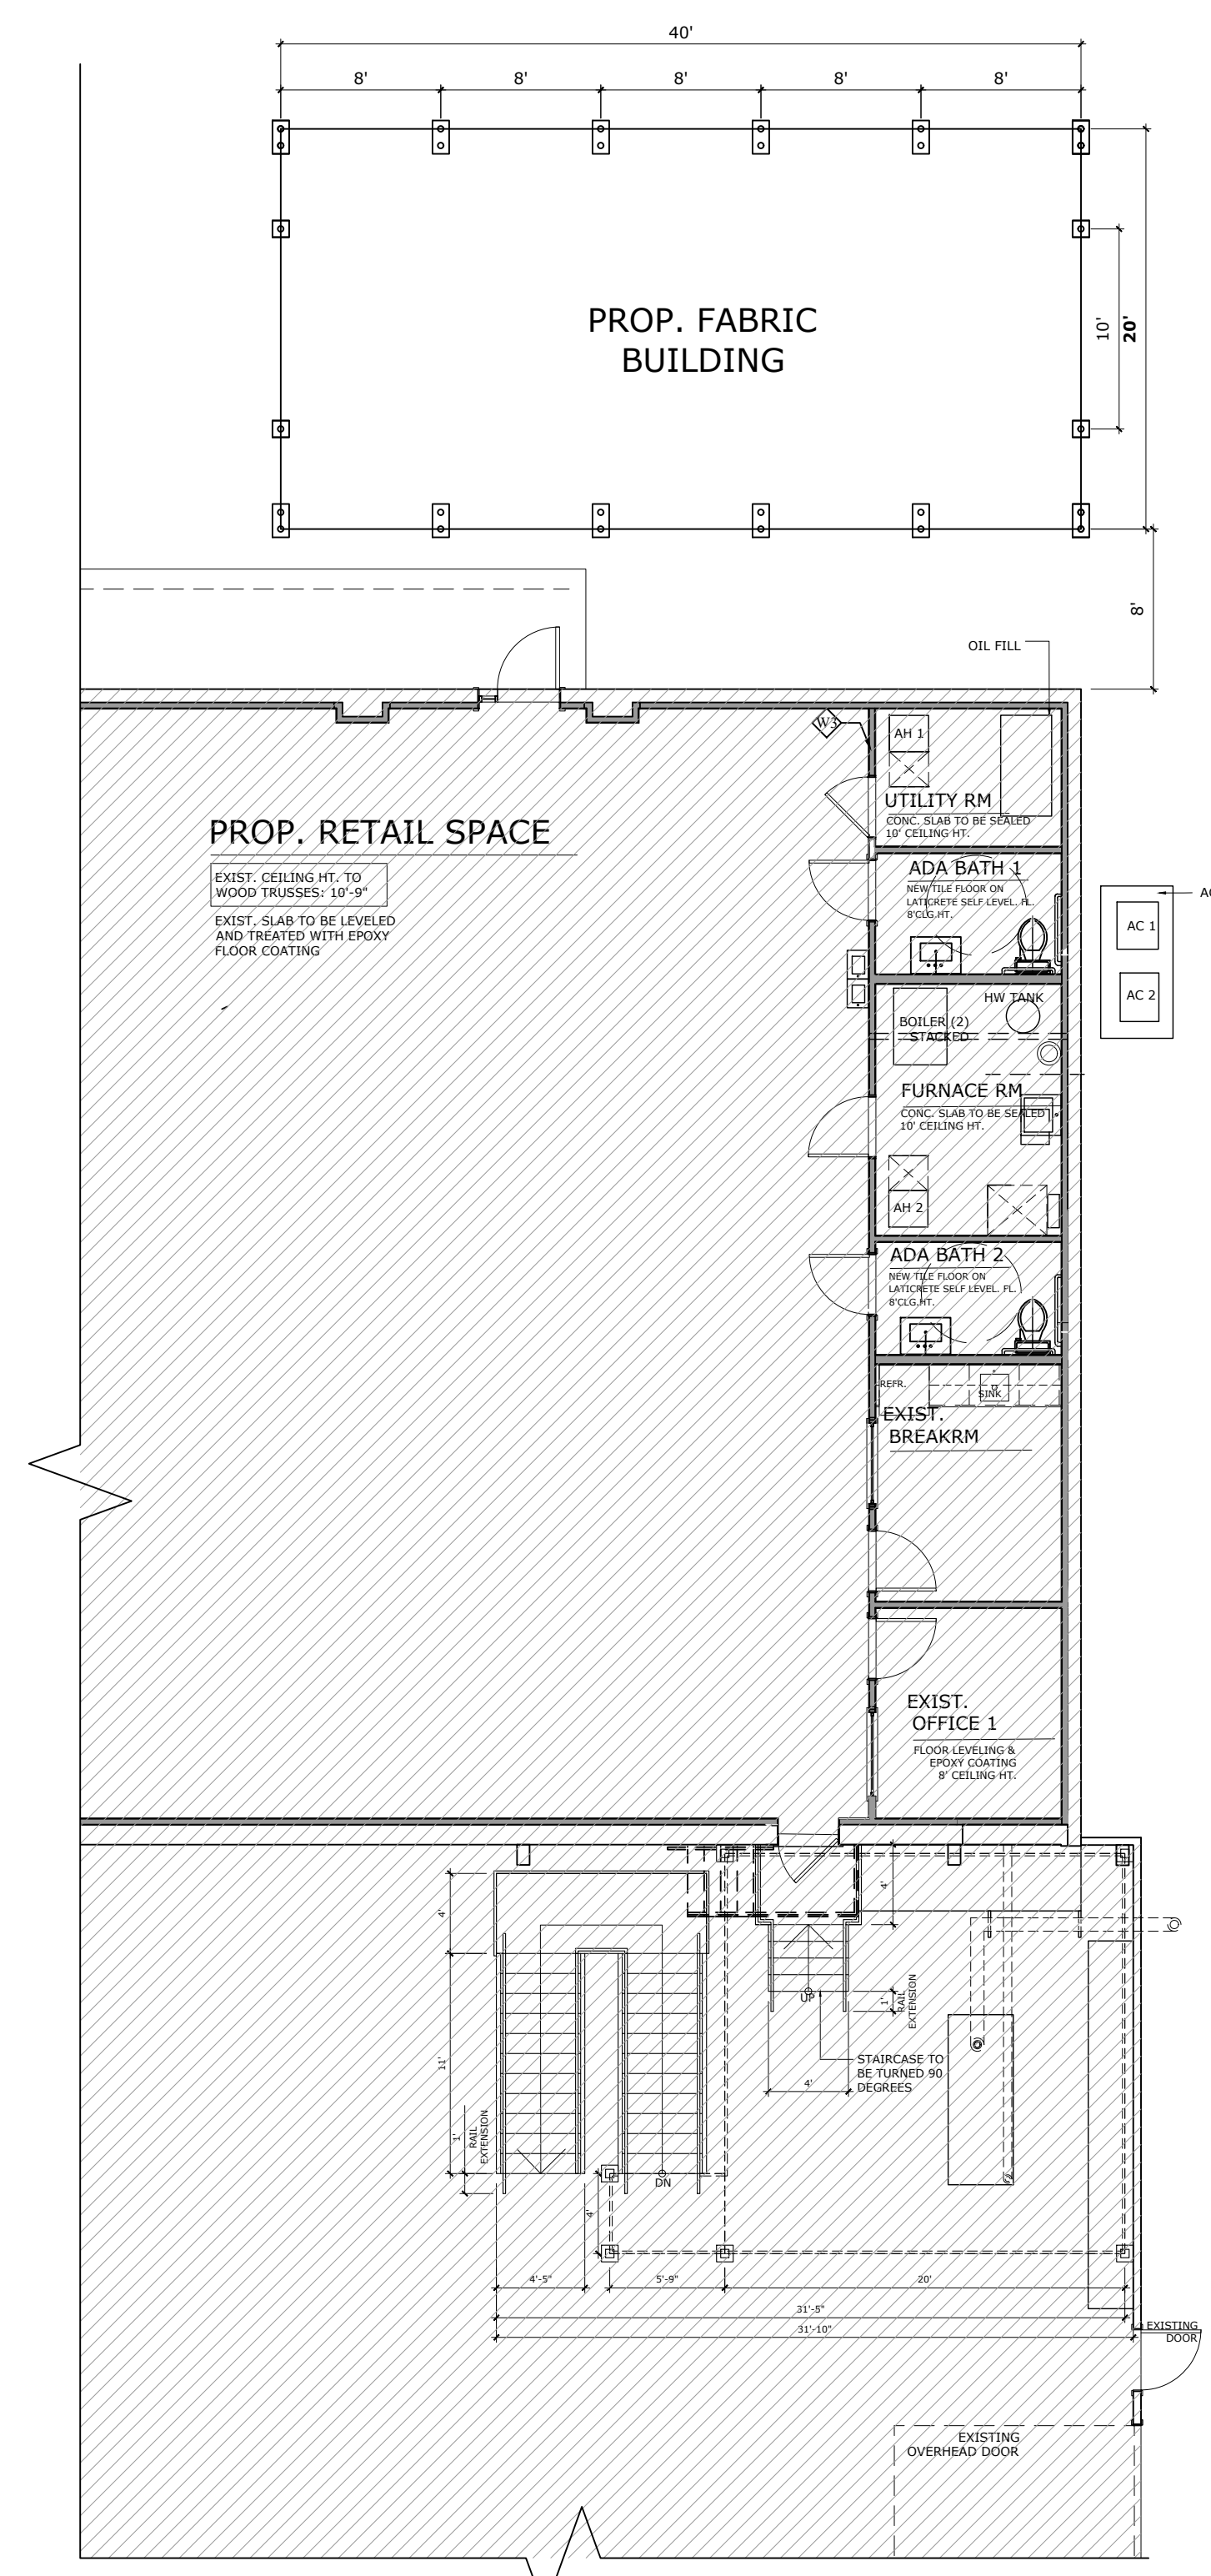 40'
8'
8'
8'
8'
8'
PROP. FABRIC
BUILDING
10'
20'
8'
OIL FILL
W3
AH 1
UTILITY RM
CONC. SLAB TO BE SEALED
10' CEILING HT.
PROP. RETAIL SPACE
EXIST. CEILING HT. TO
WOOD TRUSSES: 10'-9"
EXIST. SLAB TO BE LEVELED
AND TREATED WITH EPOXY
FLOOR COATING
ADA BATH 1
NEW TILE FLOOR ON
LATICRETE SELF LEVEL. FL.
8'CLG.HT.
AC 1
AC 2
HW TANK
BOILER (2)
STACKED
FURNACE RM
CONC. SLAB TO BE SEALED
10' CEILING HT.
AH 2
ADA BATH 2
NEW TILE FLOOR ON
LATICRETE SELF LEVEL. FL.
8'CLG.HT.
REFR.
SINK
EXIST.
BREAKRM
EXIST.
OFFICE 1
FLOOR LEVELING &
EPOXY COATING
8' CEILING HT.
4'
4'
UP
1'
RAIL
EXTENSION
STAIRCASE TO
BE TURNED 90
DEGREES
4'
11'
1'
RAIL
EXTENSION
DN
4'
4'-5"
5'-9"
20'
31'-5"
31'-10"
EXISTING
DOOR
EXISTING
OVERHEAD DOOR